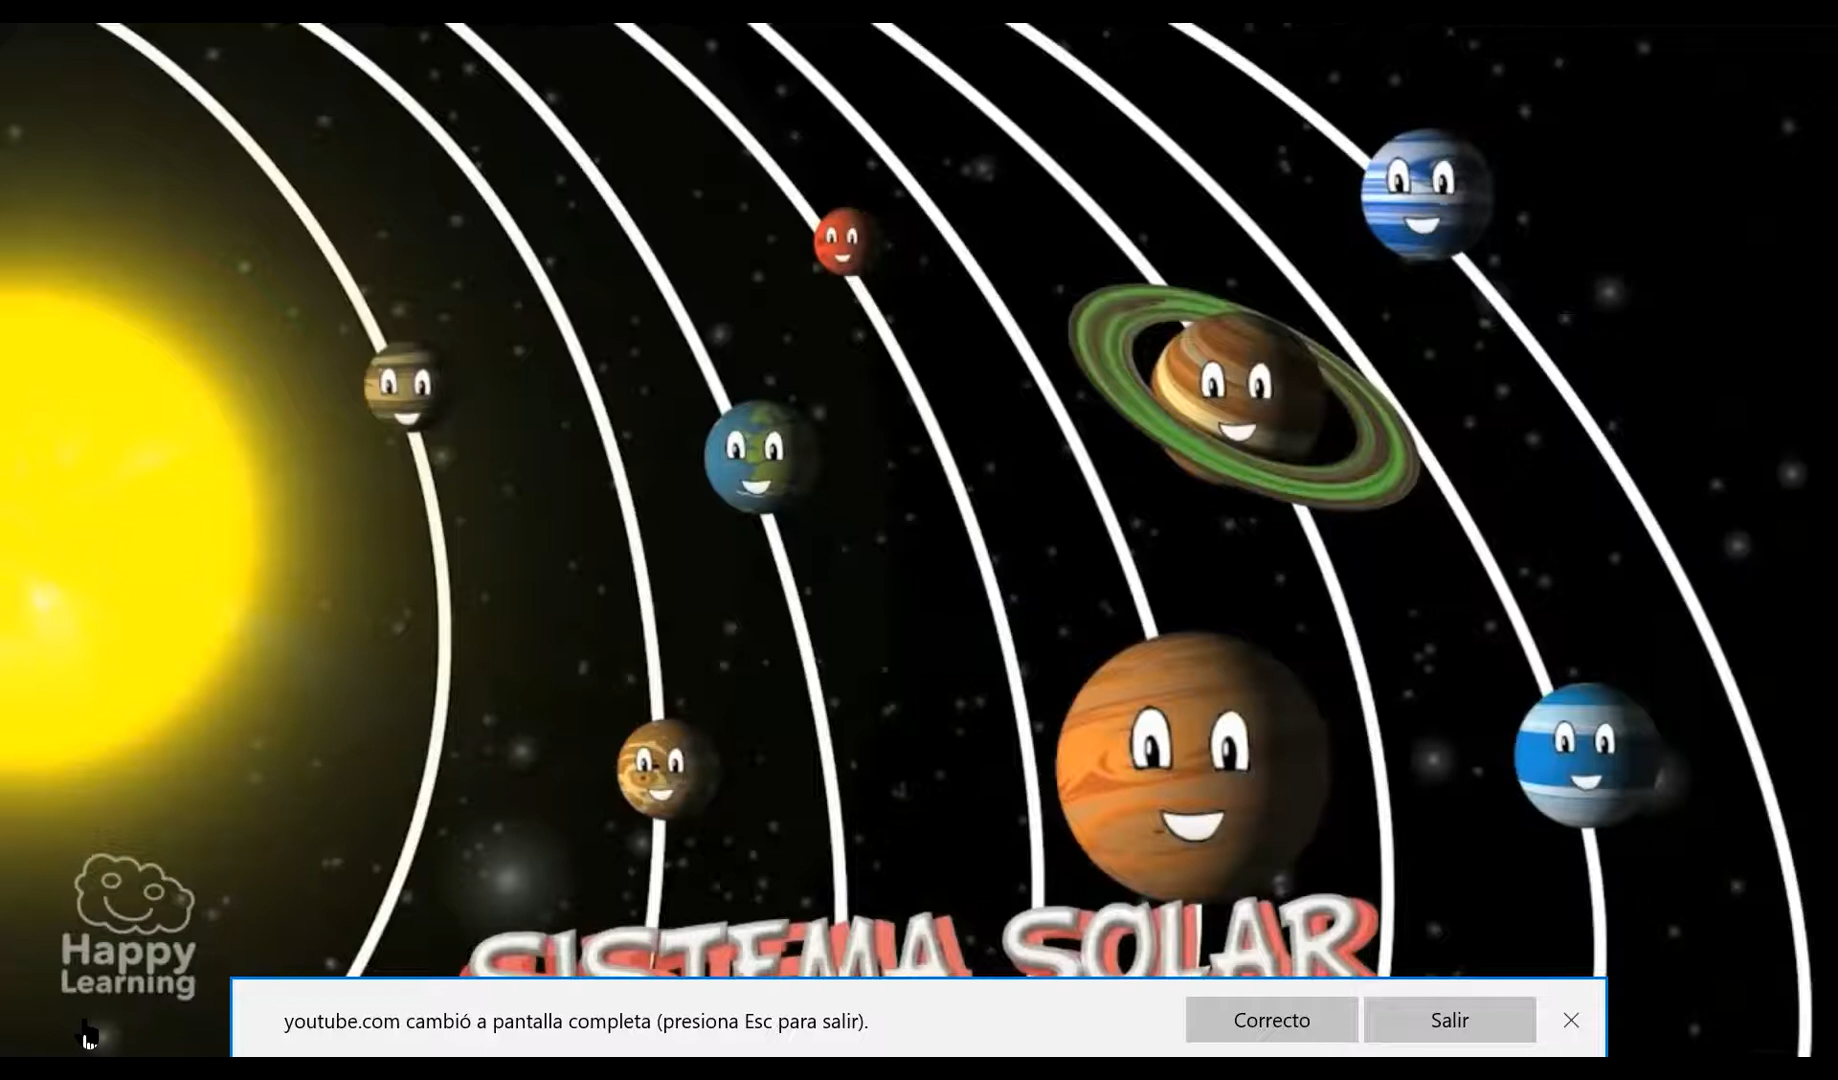 SISTEMA SOLAR
Happy
Learning
youtube.com cambió a pantalla completa (presiona Esc para salir).
Correcto
Salir